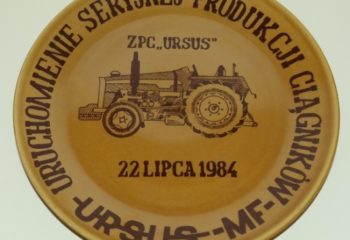 URUCHOMIENIE SERYJNEJ PRODUKCJI CIĄGNIKÓW
ZPC „URSUS"
22 LIPCA 1984
URSUS-MF